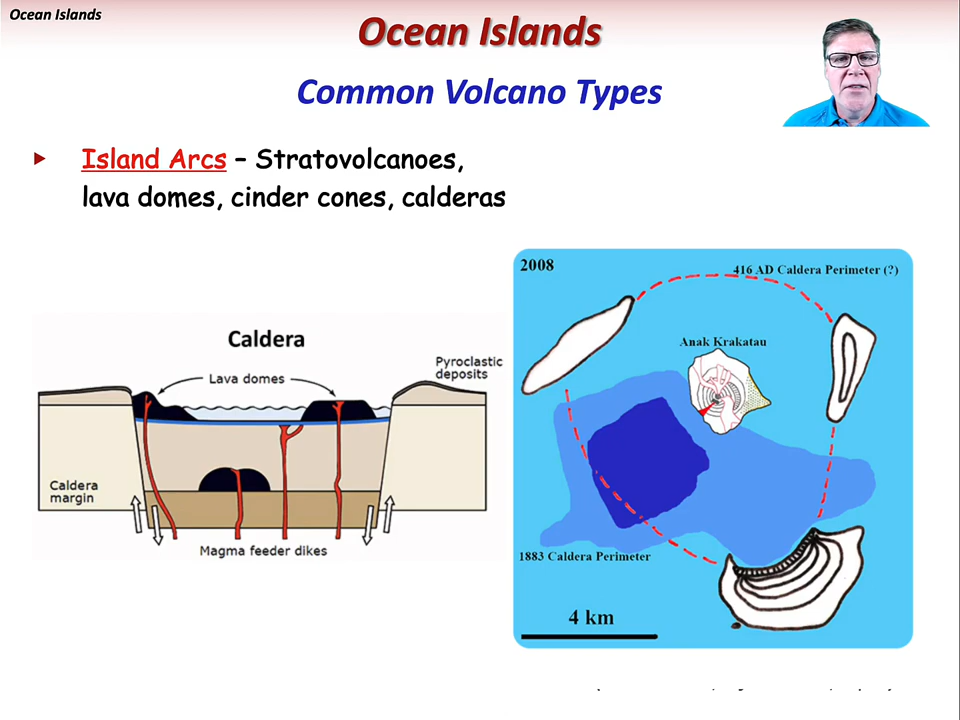 Ocean Islands
Ocean Islands
Common Volcano Types
Island Arcs – Stratovolcanoes,
lava domes, cinder cones, calderas
Caldera
Lava domes
Pyroclastic
deposits
Caldera
margin
Magma feeder dikes
2008
416 AD Caldera Perimeter (?)
Anak Krakatau
1883 Caldera Perimeter
4 km